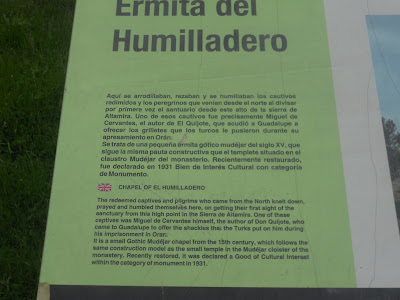 Ermita del
Humilladero
Aquí se arrodillaban, rezaban y se humillaban los cautivos
redimidos y los peregrinos que venían desde el norte al divisar
por primera vez el santuario desde este alto de la sierra de
Altamira. Uno de esos cautivos fue precisamente Miguel de
Cervantes, el autor de El Quijote, que acudió a Guadalupe a
ofrecer los grilletes que los turcos le pusieron durante su
apresamiento en Orán;
Se trata de una pequeña ermita gótico mudéjar del siglo XV, que
sigue la misma pauta constructiva que el templete situado en el
claustro Mudéjar del monasterio. Recientemente restaurado,
fue declarado en 1931 Bien de Interés Cultural con categoría
de Monumento.
CHAPEL OF EL HUMILLADERO
The redeemed captives and pilgrims who came from the North knelt down,
prayed and humbled themselves here, on getting their first sight of the
sanctuary from this high point in the Sierra de Altamira. One of these
captives was Miguel de Cervantes himself, the author of Don Quijote, who
came to Guadalupe to offer the shackles that the Turks put on him during
his imprisonment in Oran;
It is a small Gothic Mudéjar chapel from the 15th century, which follows the
same construction model as the small temple in the Mudéjar cloister of the
monastery. Recently restored, it was declared a Good of Cultural Interest
within the category of monument in 1931.